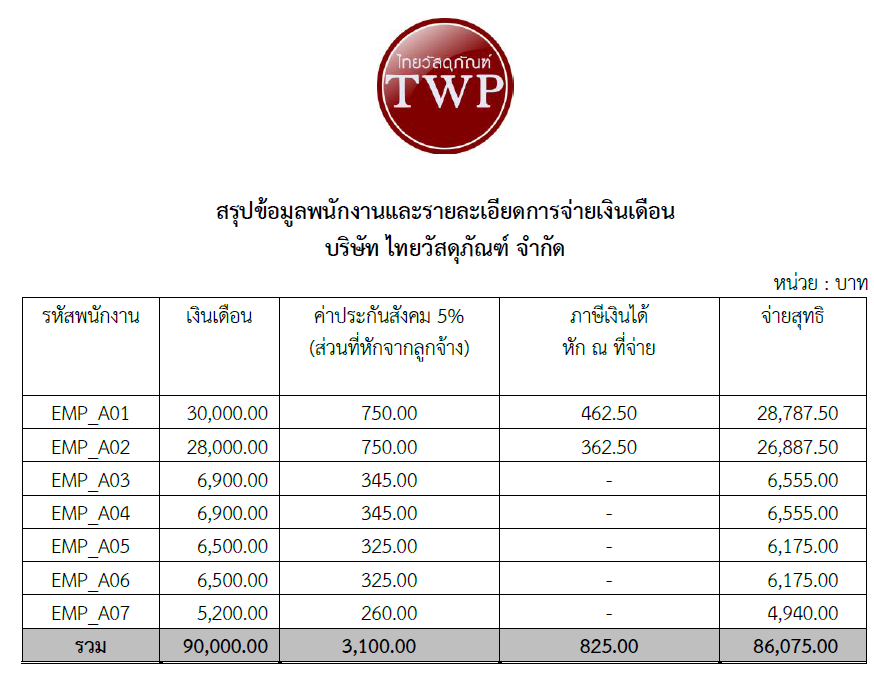 ไทยวัสดุภัณฑ์
TWP
สรุปข้อมูลพนักงานและรายละเอียดการจ่ายเงินเดือน
บริษัท ไทยวัสดุภัณฑ์ จำกัด
หน่วย : บาท
รหัสพนักงาน เงินเดือน ค่าประกันสังคม 5% ภาษีเงินได้ จ่ายสุทธิ
(ส่วนที่หักจากลูกจ้าง) หัก ณ ที่จ่าย
EMP_A01 30,000.00 750.00 462.50 28,787.50
EMP_A02 28,000.00 750.00 362.50 26,887.50
EMP_A03 6,900.00 345.00 - 6,555.00
EMP_A04 6,900.00 345.00 - 6,555.00
EMP_A05 6,500.00 325.00 - 6,175.00
EMP_A06 6,500.00 325.00 - 6,175.00
EMP_A07 5,200.00 260.00 - 4,940.00
รวม 90,000.00 3,100.00 825.00 86,075.00